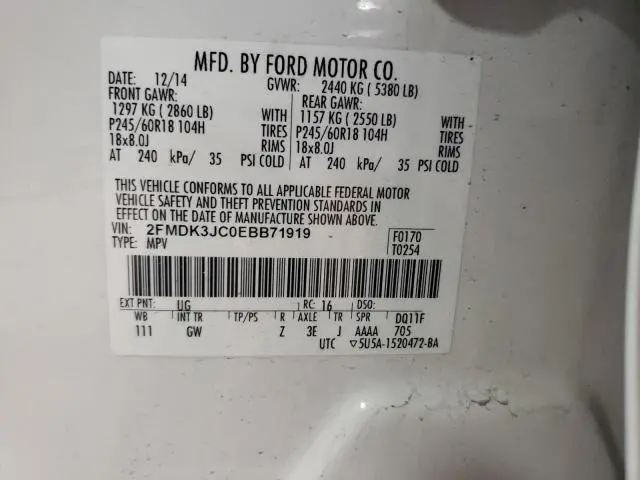 MFD. BY FORD MOTOR CO.
DATE: 12/14 GVWR: 2440 KG ( 5380 LB)
FRONT GAWR: REAR GAWR:
1297 KG ( 2860 LB) WITH 1157 KG ( 2550 LB) WITH
P245/60R18 104H TIRES P245/60R18 104H TIRES
18x8.0J RIMS 18x8.0J RIMS
AT 240 kPa/ 35 PSI COLD AT 240 kPa/ 35 PSI COLD
THIS VEHICLE CONFORMS TO ALL APPLICABLE FEDERAL MOTOR
VEHICLE SAFETY AND THEFT PREVENTION STANDARDS IN
EFFECT ON THE DATE OF MANUFACTURE SHOWN ABOVE.
VIN: 2FMDK3JC0EBB71919 F0170
TYPE: MPV T0254
EXT PNT: UG RC: 16 DSO:
WB INT TR TP/PS R AXLE TR SPR DQ11F
111 GW Z 3E J AAAA 705
UTC ▽5U5A-1520472-BA